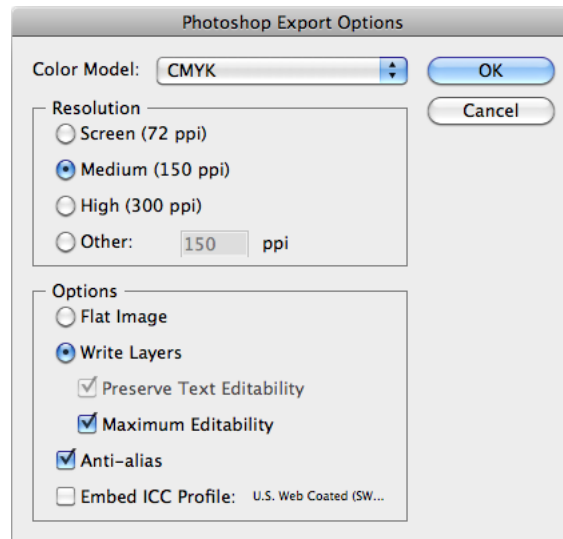 Photoshop Export Options
Color Model: CMYK
OK
Cancel
Resolution
Screen (72 ppi)
Medium (150 ppi)
High (300 ppi)
Other: 150 ppi
Options
Flat Image
Write Layers
Preserve Text Editability
Maximum Editability
Anti-alias
Embed ICC Profile: U.S. Web Coated (SW...